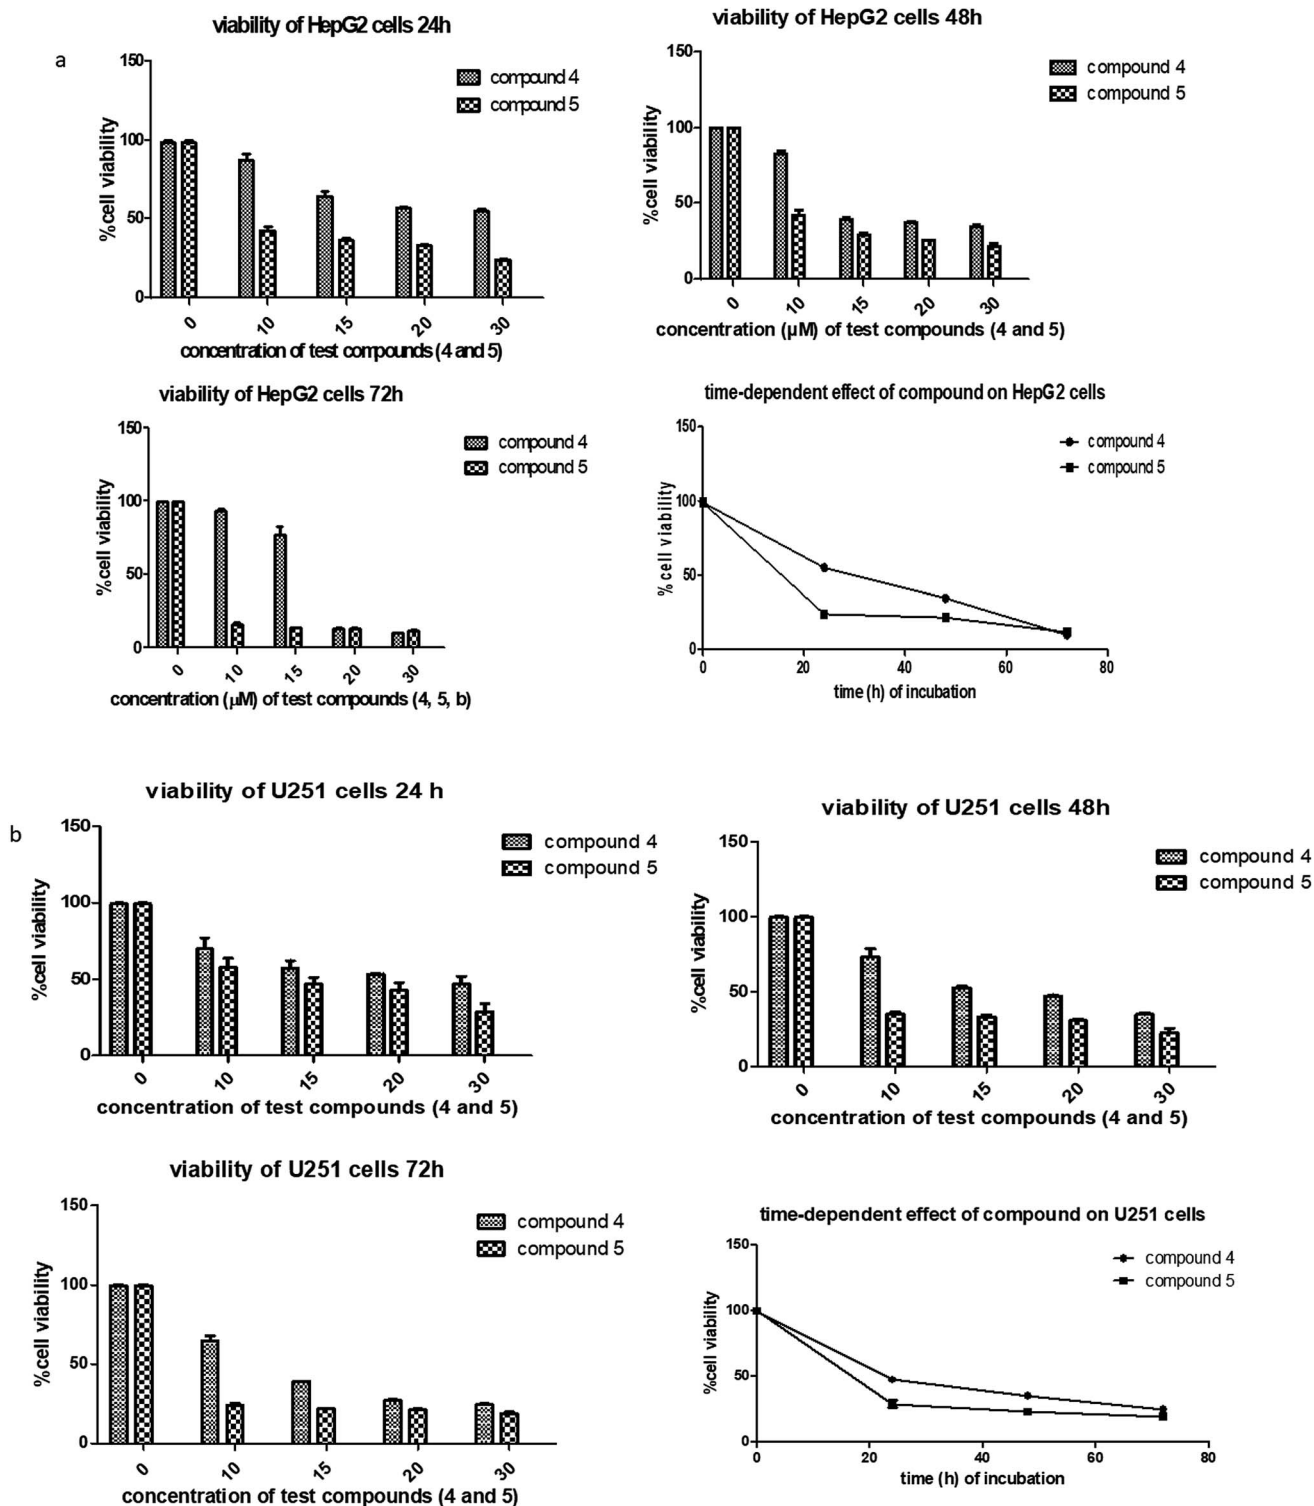 a
viability of HepG2 cells 24h
150
100
50
0
%cell viability
compound 4
compound 5
0
10
15
20
30
concentration of test compounds (4 and 5)
viability of HepG2 cells 48h
150
100
50
0
%cell viability
compound 4
compound 5
0
10
15
20
30
concentration (µM) of test compounds (4 and 5)
viability of HepG2 cells 72h
150
100
50
0
%cell viability
compound 4
compound 5
0
10
15
20
30
concentration (µM) of test compounds (4, 5, b)
time-dependent effect of compound on HepG2 cells
150
100
50
0
% cell viability
compound 4
compound 5
0
20
40
60
80
time (h) of incubation
b
viability of U251 cells 24 h
150
100
50
0
%cell viability
compound 4
compound 5
0
10
15
20
30
concentration of test compounds (4 and 5)
viability of U251 cells 48h
150
100
50
0
%cell viability
compound 4
compound 5
0
10
15
20
30
concentration of test compounds (4 and 5)
viability of U251 cells 72h
150
100
50
0
%cell viability
compound 4
compound 5
0
10
15
20
30
concentration of test compounds (4 and 5)
time-dependent effect of compound on U251 cells
150
100
50
0
%cell viability
compound 4
compound 5
0
20
40
60
80
time (h) of incubation